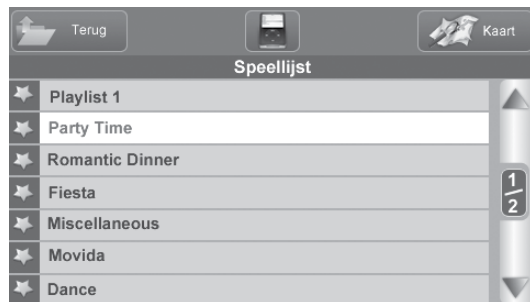 Terug
Kaart
Speellijst
Playlist 1
Party Time
Romantic Dinner
Fiesta
1
2
Miscellaneous
Movida
Dance